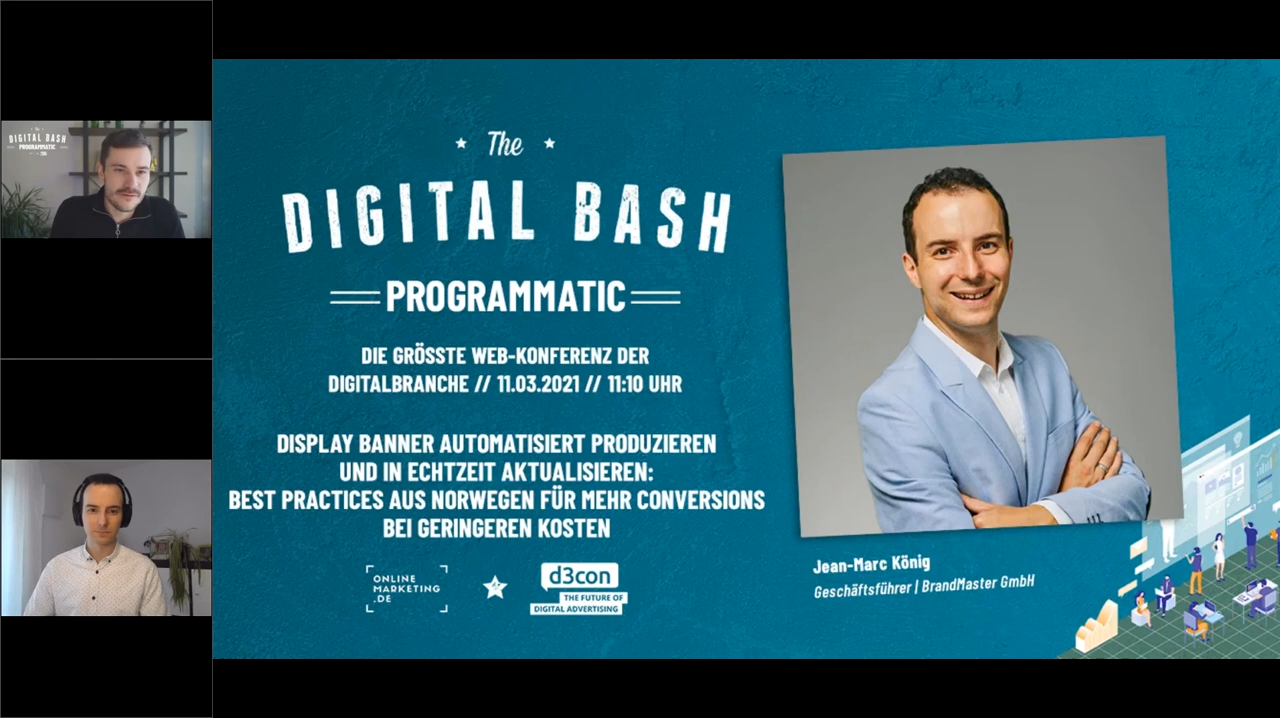 The
DIGITAL BASH
PROGRAMMATIC
The
DIGITAL BASH
PROGRAMMATIC
DIE GRÖSSTE WEB-KONFERENZ DER
DIGITALBRANCHE // 11.03.2021 // 11:10 UHR
DISPLAY BANNER AUTOMATISIERT PRODUZIEREN
UND IN ECHTZEIT AKTUALISIEREN:
BEST PRACTICES AUS NORWEGEN FÜR MEHR CONVERSIONS
BEI GERINGEREN KOSTEN
ONLINE
MARKETING
.DE
d3con
THE FUTURE OF
DIGITAL ADVERTISING
Jean-Marc König
Geschäftsführer | BrandMaster GmbH